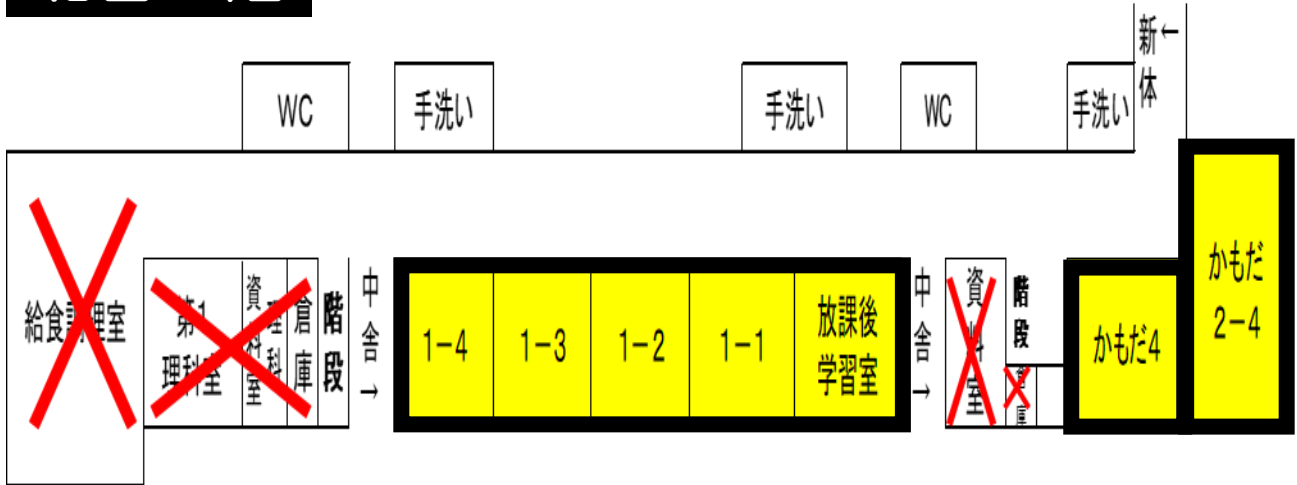 新←
体
WC
手洗い
手洗い
WC
手洗い
給食調理室
第1
理科室
資料室
理科
倉庫
階段
中舎→
1-4
1-3
1-2
1-1
放課後
学習室
中舎→
資料室
階段
倉庫
かもだ4
かもだ
2-4